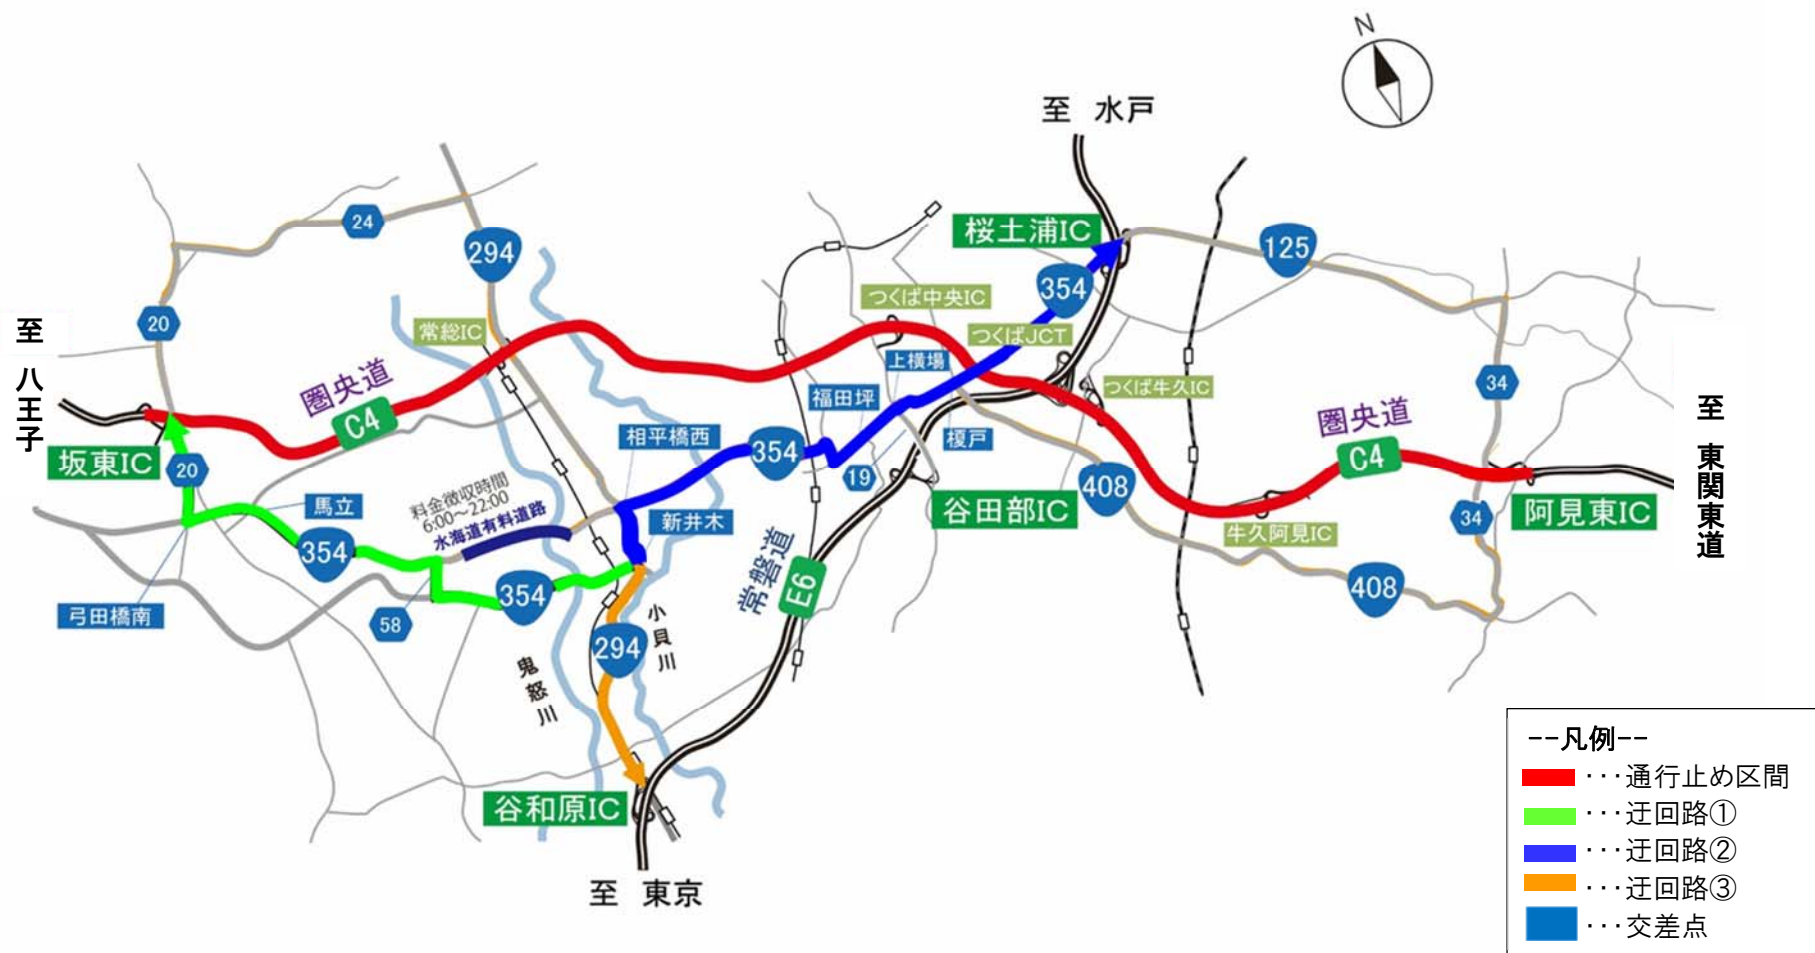 N
至 水戸
桜土浦IC
24
294
125
354
20
つくば中央IC
至
八王子
常総IC
つくばJCT
上横場
圏央道
C4
福田坪
つくば牛久IC
34
圏央道
C4
至
東関東道
坂東IC
20
相平橋西
354
榎戸
19
408
料金徴収時間
6:00〜22:00
水海道有料道路
馬立
新井木
谷田部IC
34
阿見東IC
354
牛久阿見IC
常磐道
E6
354
408
弓田橋南
58
小貝川
294
鬼怒川
谷和原IC
至 東京
--凡例--
･･･通行止め区間
･･･迂回路①
･･･迂回路②
･･･迂回路③
･･･交差点